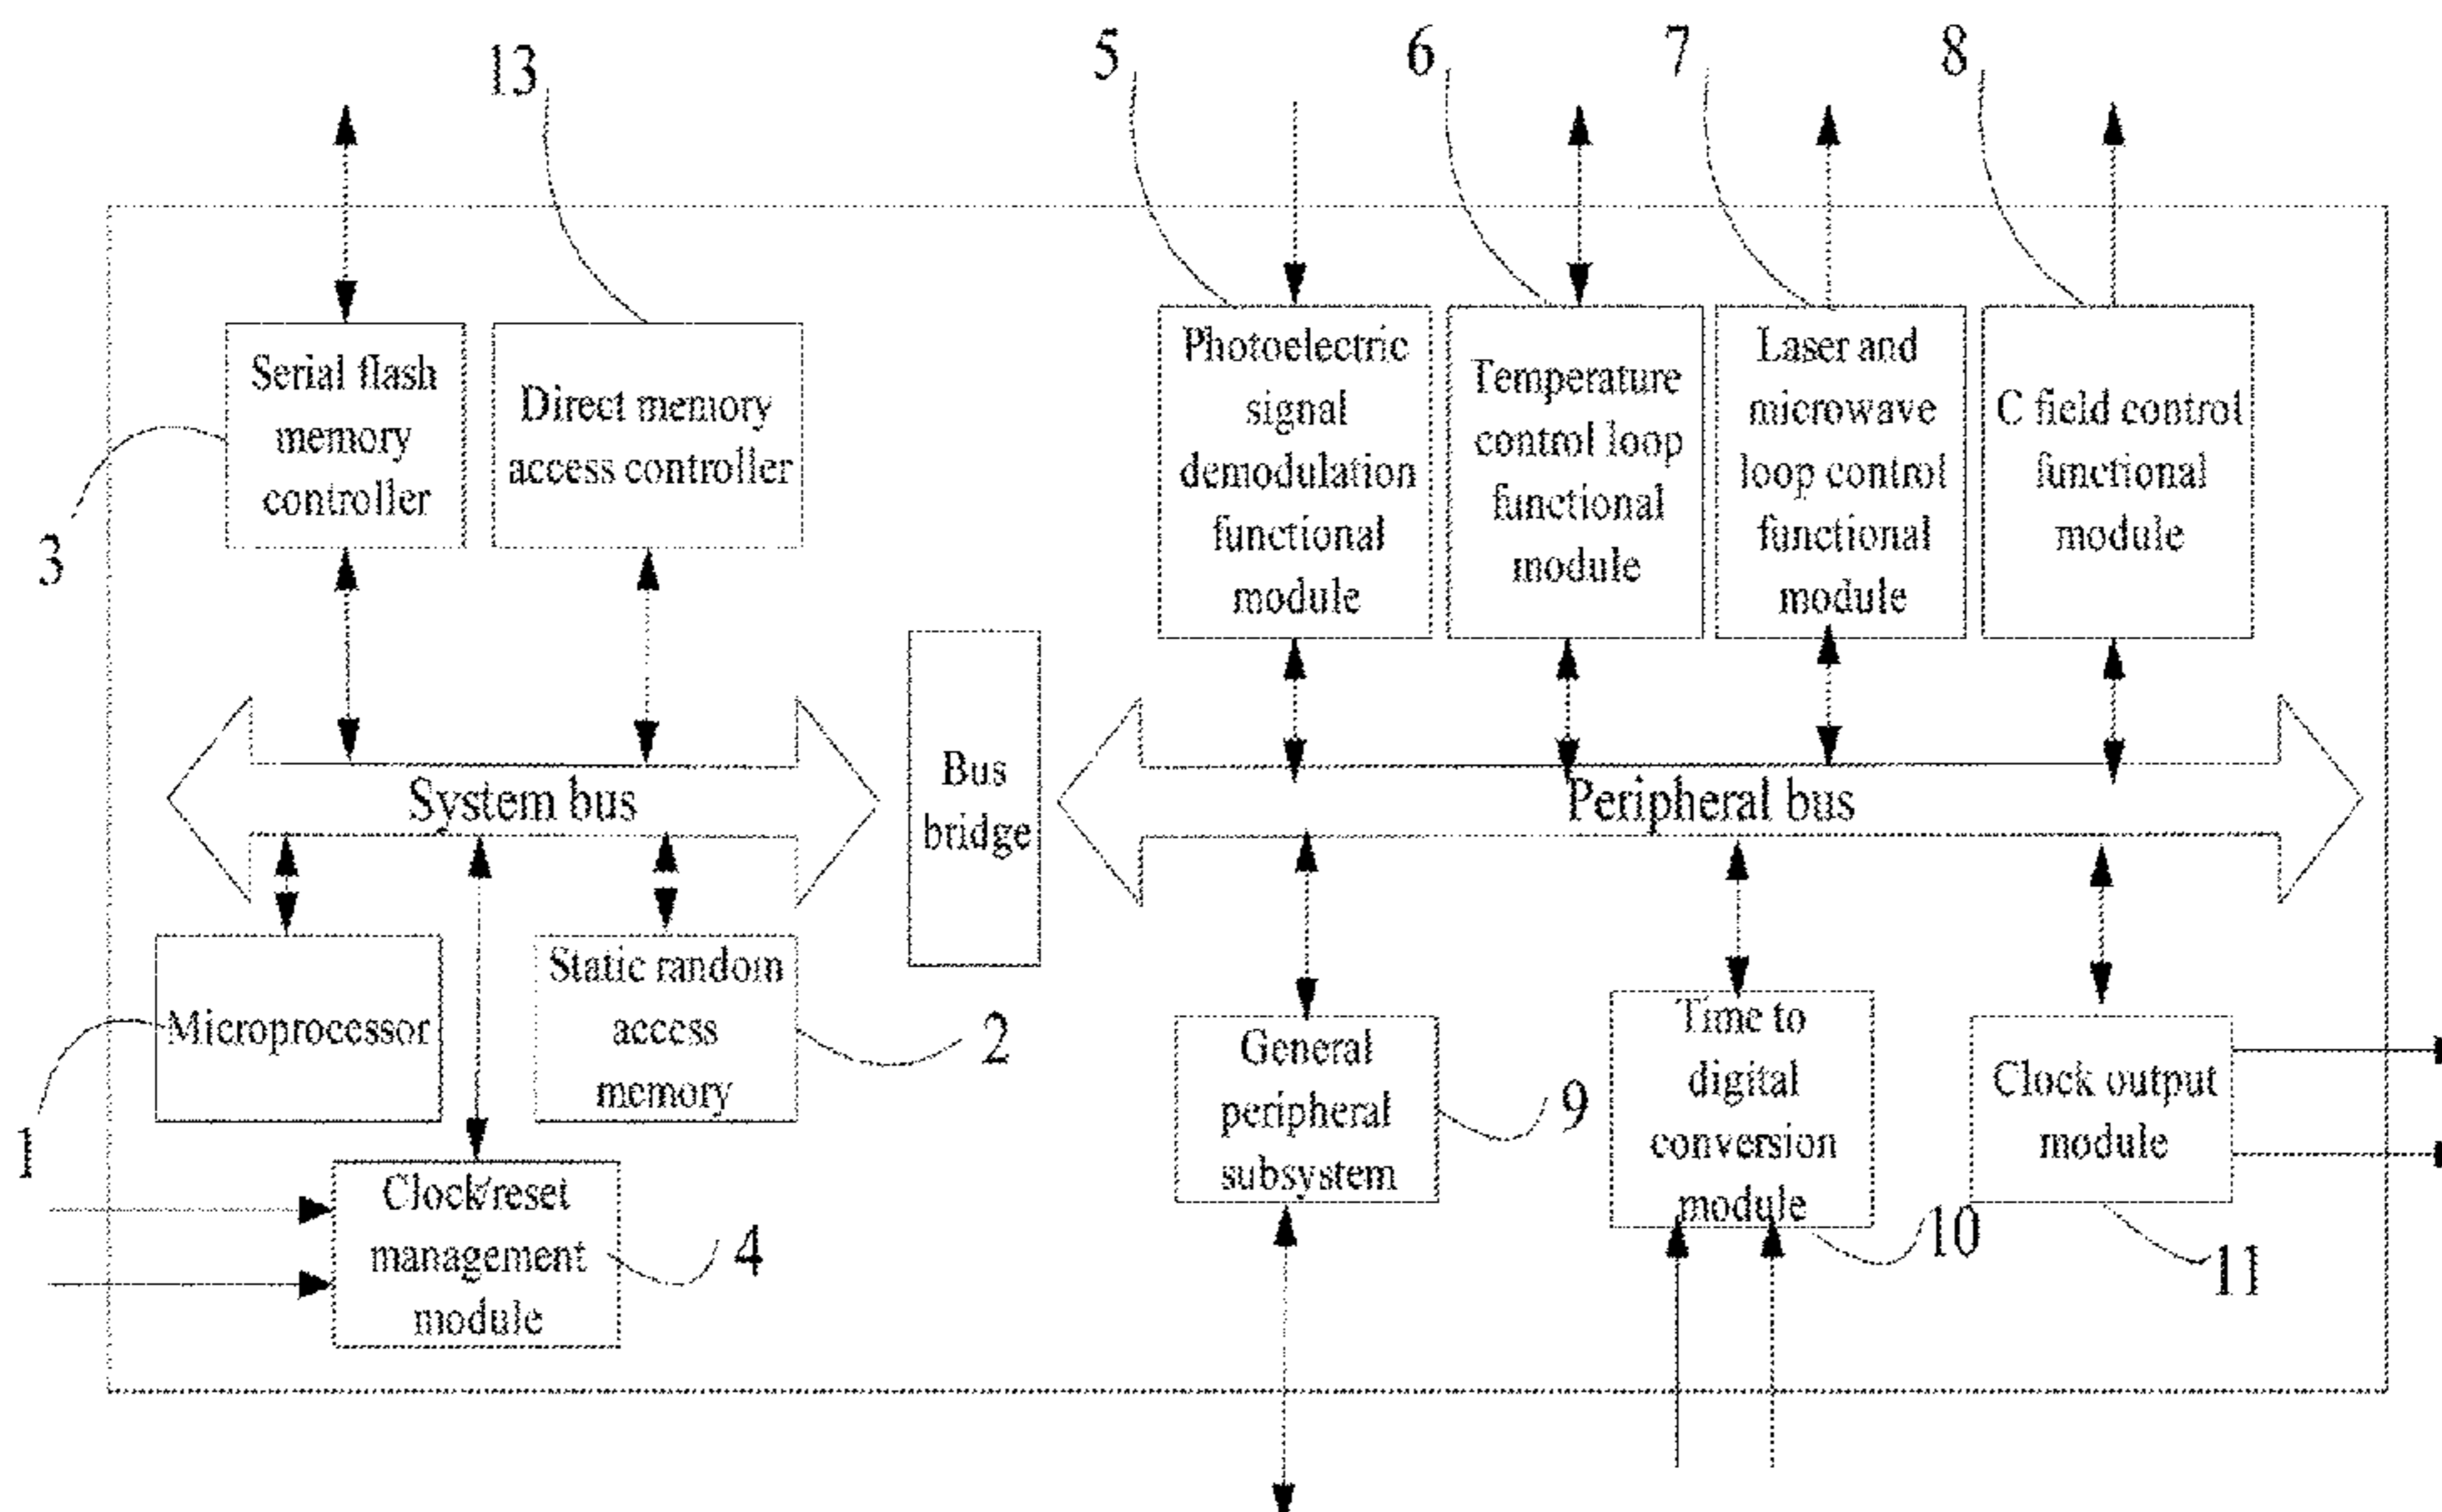 13
5
6
7
8
Serial flash
memory
controller
3
Direct memory
access controller
Photoelectric
signal
demodulation
functional
module
Temperature
control loop
functional
module
Laser and
microwave
loop control
functional
module
C field control
functional
module
System bus
Bus
bridge
Peripheral bus
Microprocessor
1
Static random
access
memory
2
Clock/reset
management
module
4
General
peripheral
subsystem
9
Time to
digital
conversion
module
10
Clock output
module
11